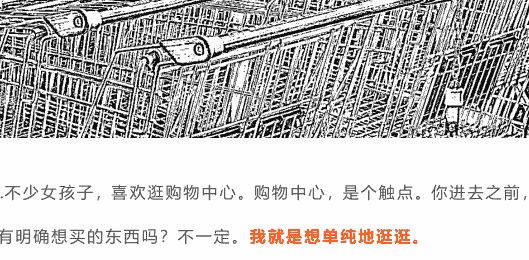 .不少女孩子，喜欢逛购物中心。购物中心，是个触点。你进去之前，
有明确想买的东西吗？不一定。我就是想单纯地逛逛。